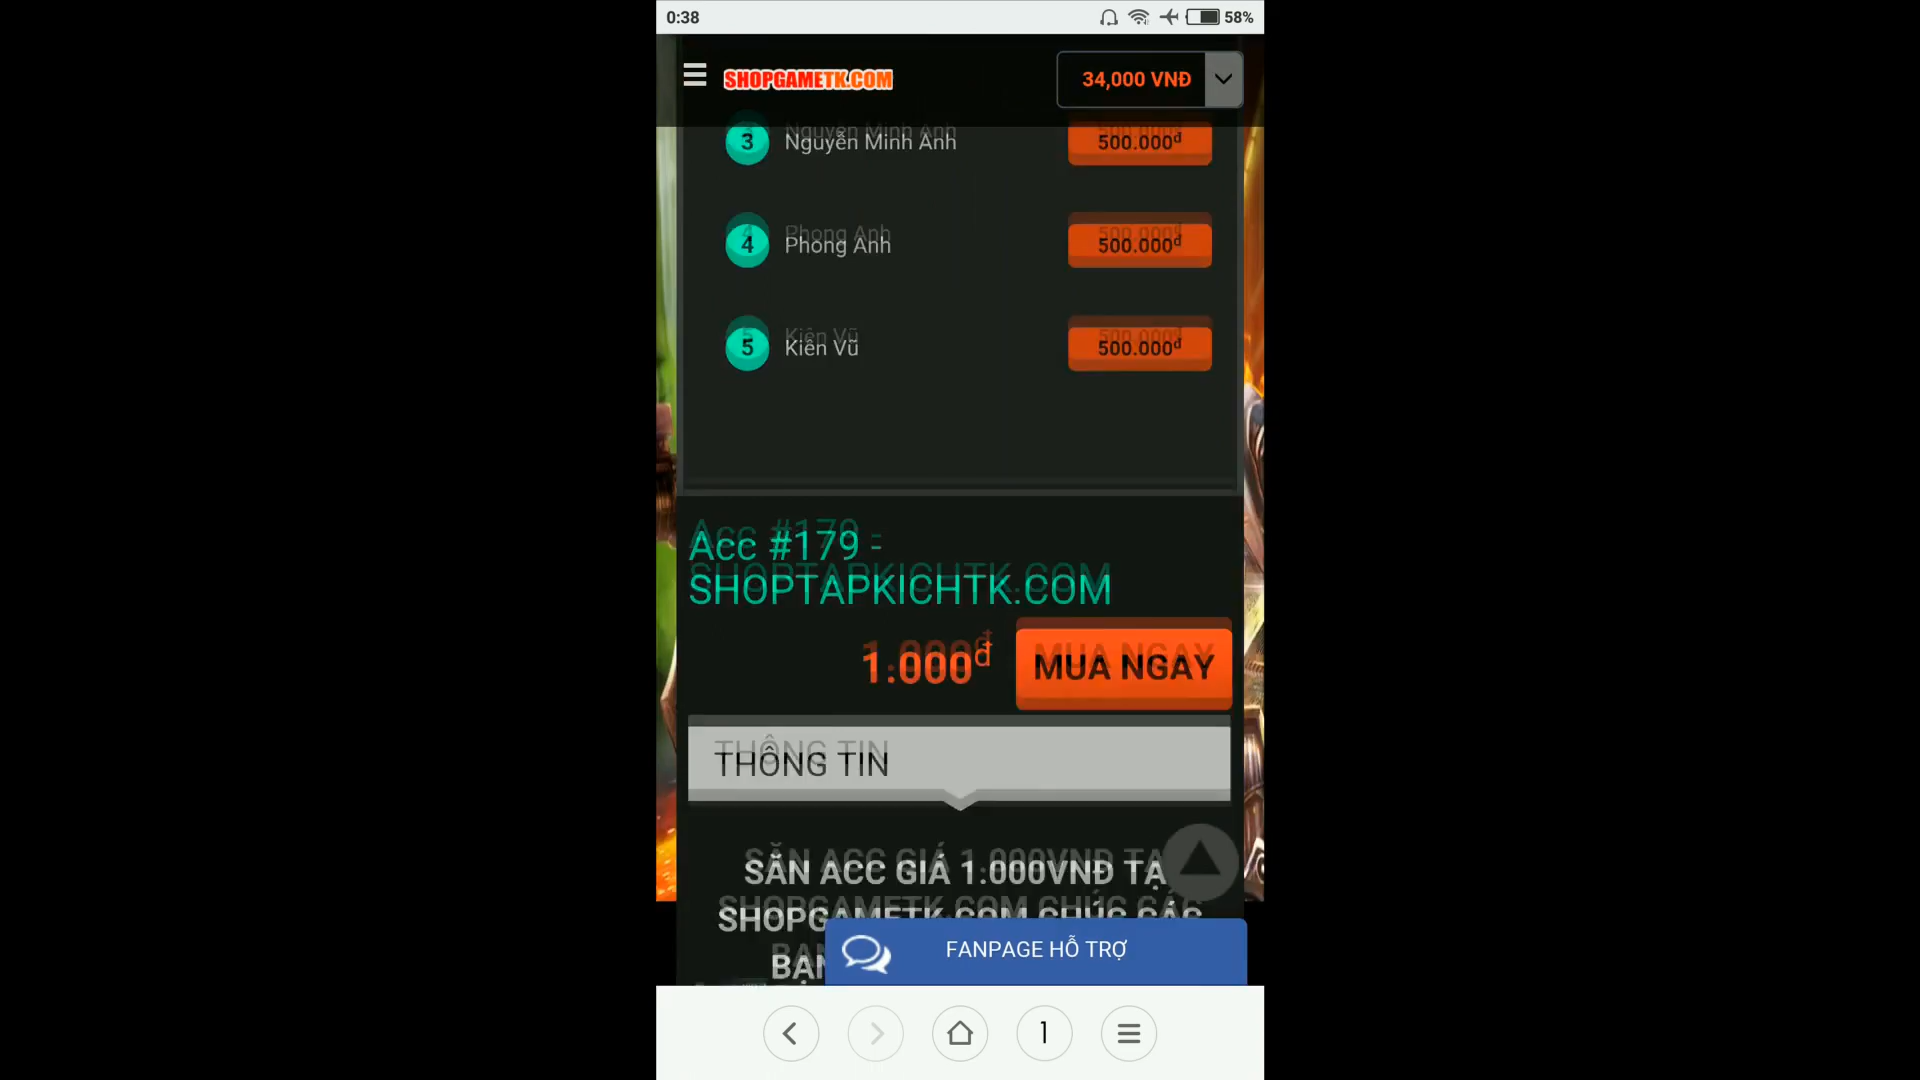 0:38
58%
SHOPGAMETK.COM
34,000 VNĐ
3
Nguyễn Minh Anh
500.000đ
4
Phong Anh
500.000đ
5
Kiên Vũ
500.000đ
Acc #179 -
SHOPTAPKICHTK.COM
1.000đ
MUA NGAY
THÔNG TIN
SĂN ACC GIÁ 1.000VNĐ TẠ
SHOPGAMETK.COM CHÚC CÁC
BẠN
FANPAGE HỖ TRỢ
1